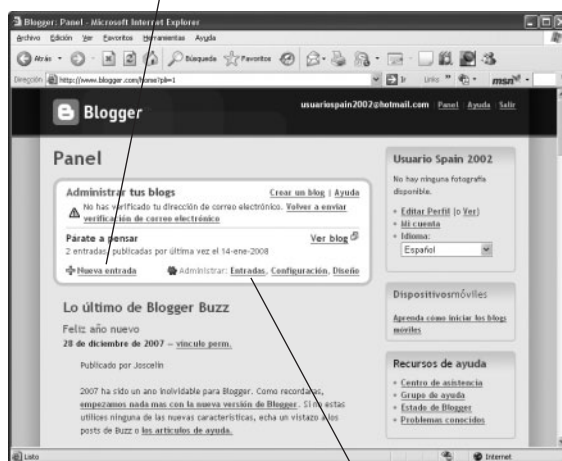 Blogger: Panel - Microsoft Internet Explorer
Archivo Edición Ver Favoritos Herramientas Ayuda
Atrás Búsqueda Favoritos
Dirección http://www.blogger.com/home?pli=1 Ir msn
Blogger
usuariospain2002@hotmail.com Panel Ayuda Salir
Panel
Administrar tus blogs Crear un blog | Ayuda
No has verificado tu dirección de correo electrónico. Volver a enviar
verificación de correo electrónico
Párate a pensar Ver blog
2 entradas, publicadas por última vez el 14-ene-2008
Nueva entrada Administrar: Entradas, Configuración, Diseño
Lo último de Blogger Buzz
Feliz año nuevo
28 de diciembre de 2007 – vínculo perm.
Publicado por Joscelin
2007 ha sido un ano inolvidable para Blogger. Como recordarás,
empezamos nada mas con la nueva versión de Blogger. Si no estas
utilices ninguna de las nuevas características, echa un vistazo a los
posts de Buzz o los artículos de ayuda.
Usuario Spain 2002
No hay ninguna fotografía
disponible.
Editar Perfil (o Ver)
Mi cuenta
Idioma:
Español
Dispositivosmóviles
Aprenda cómo iniciar los blogs
móviles
Recursos de ayuda
Centro de asistencia
Grupo de ayuda
Estado de Blogger
Problemas conocidos
Listo Internet